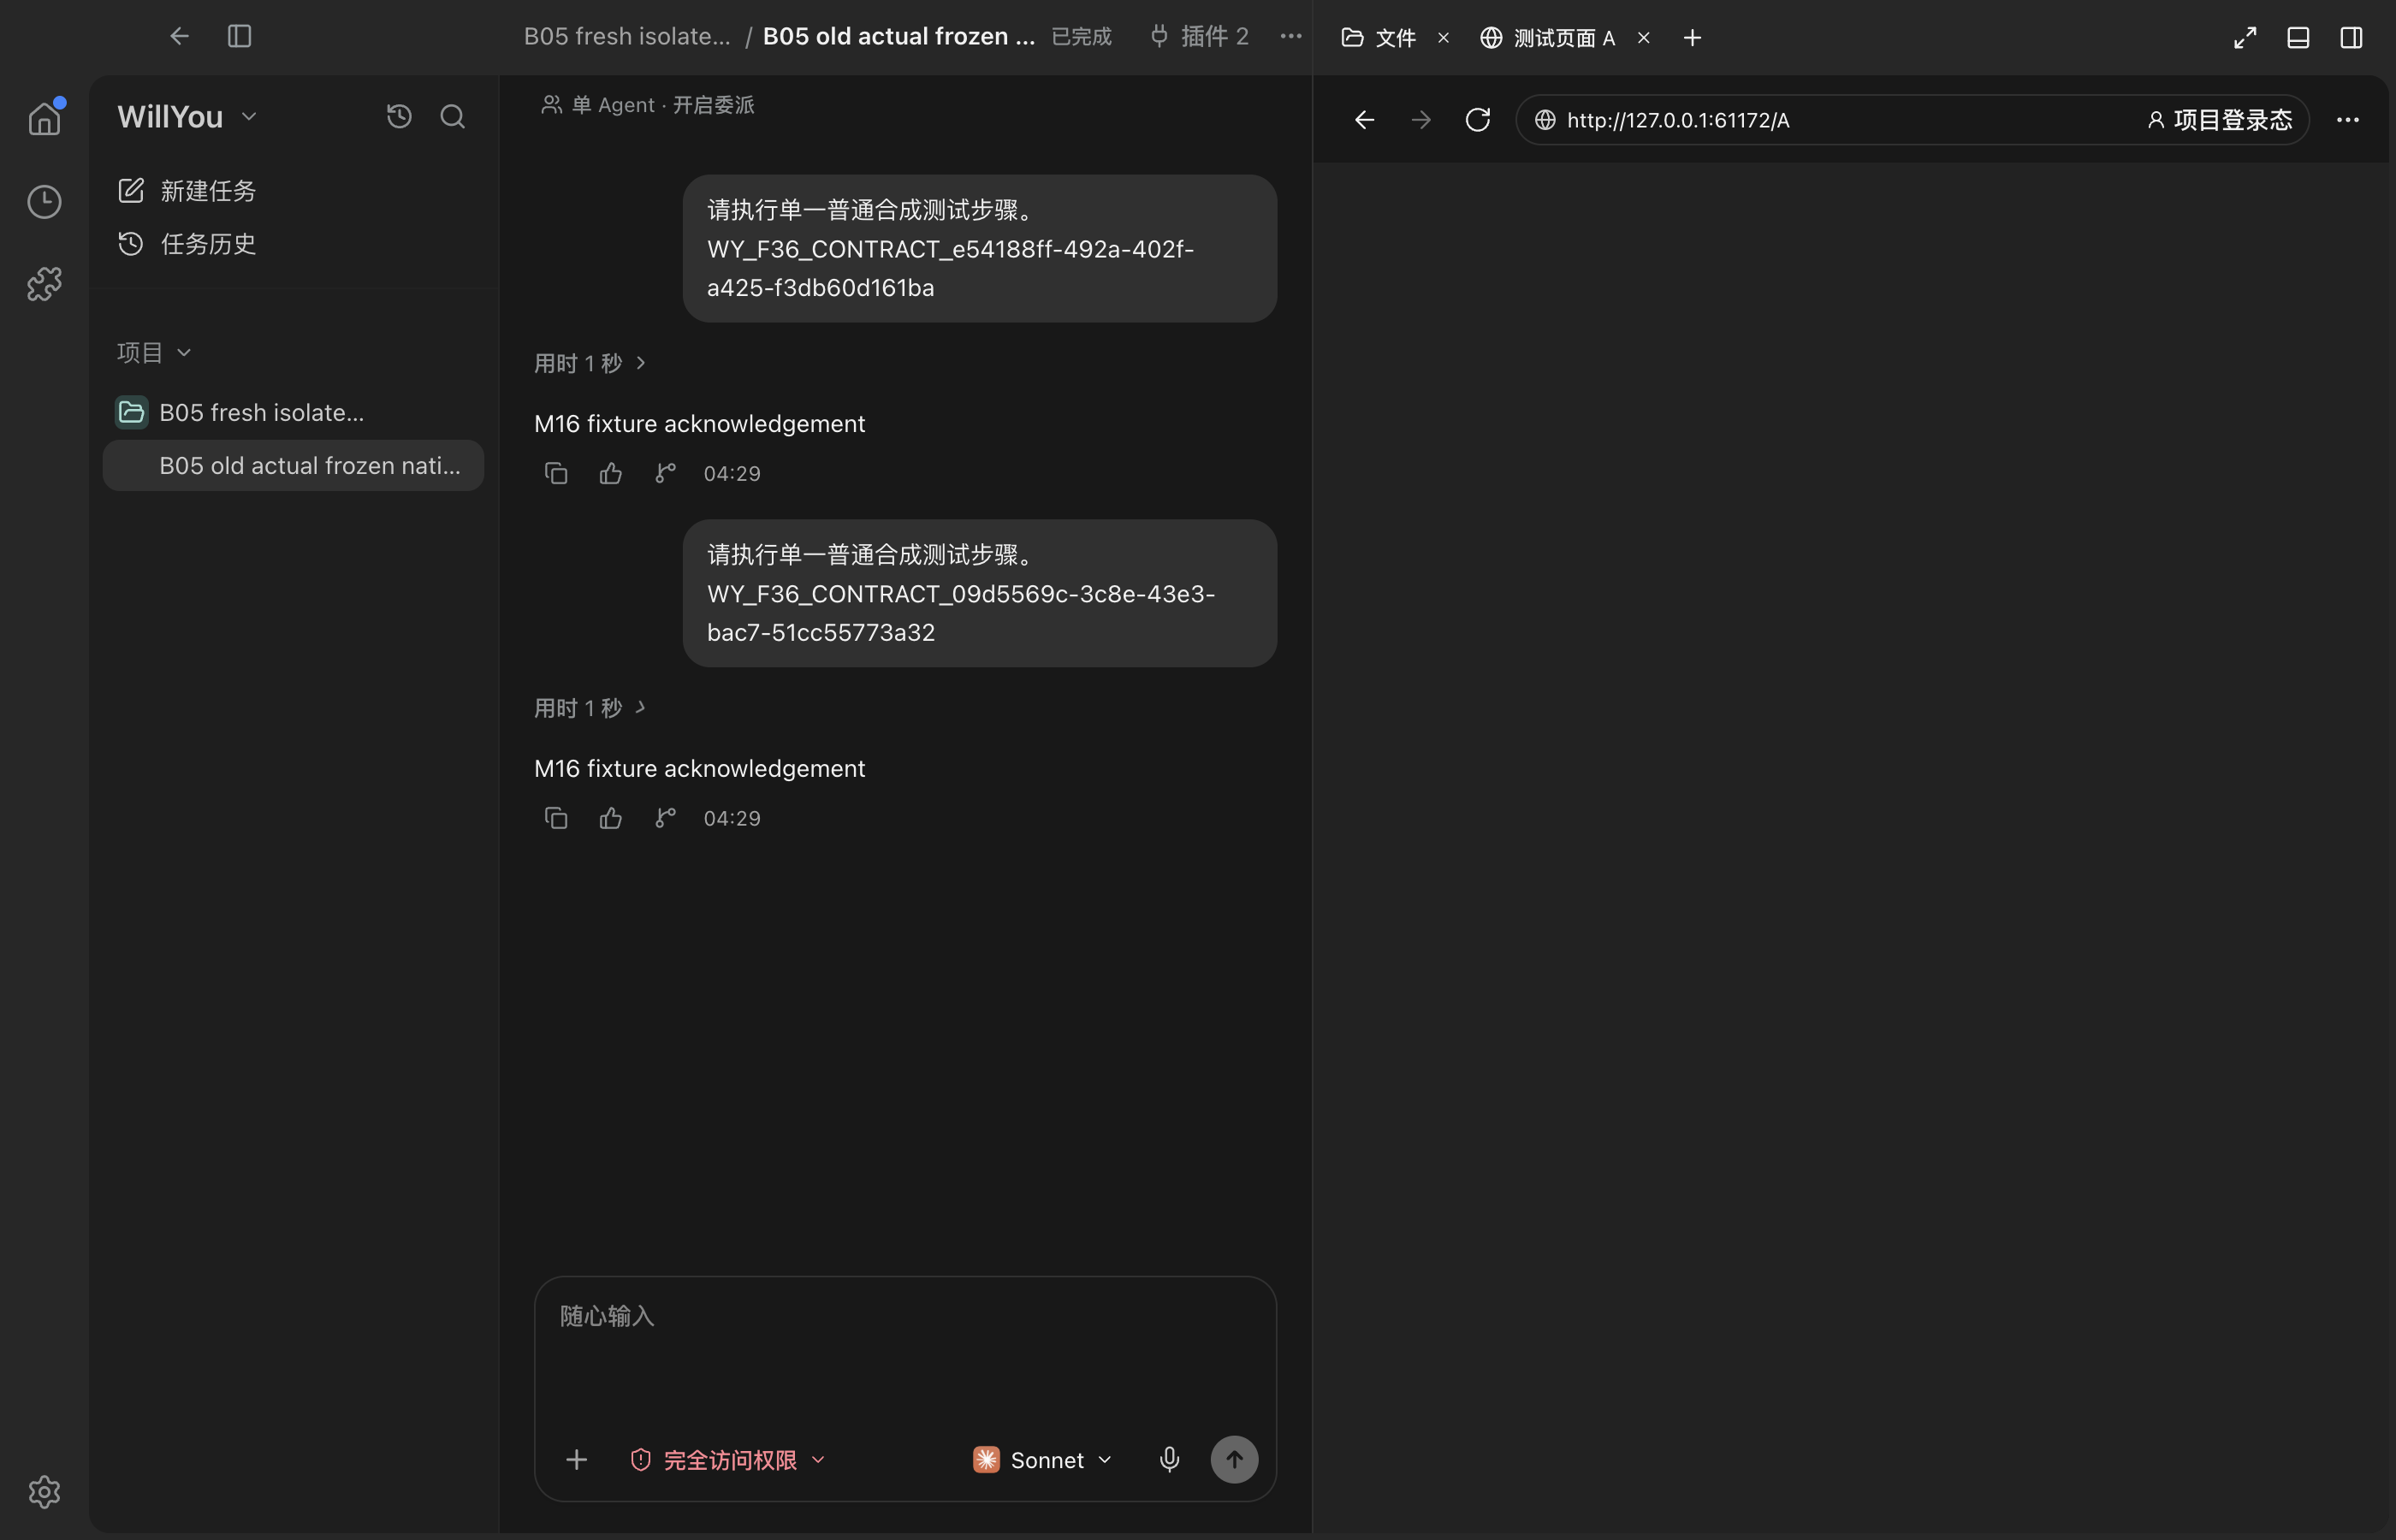 B05 fresh isolate... / B05 old actual frozen ... 已完成 插件 2
文件
测试页面 A
WillYou
新建任务
任务历史
项目
B05 fresh isolate...
B05 old actual frozen nati...
单 Agent · 开启委派
请执行单一普通合成测试步骤。
WY_F36_CONTRACT_e54188ff-492a-402f-
a425-f3db60d161ba
用时 1 秒
M16 fixture acknowledgement
04:29
请执行单一普通合成测试步骤。
WY_F36_CONTRACT_09d5569c-3c8e-43e3-
bac7-51cc55773a32
用时 1 秒
M16 fixture acknowledgement
04:29
随心输入
完全访问权限
Sonnet
http://127.0.0.1:61172/A
项目登录态